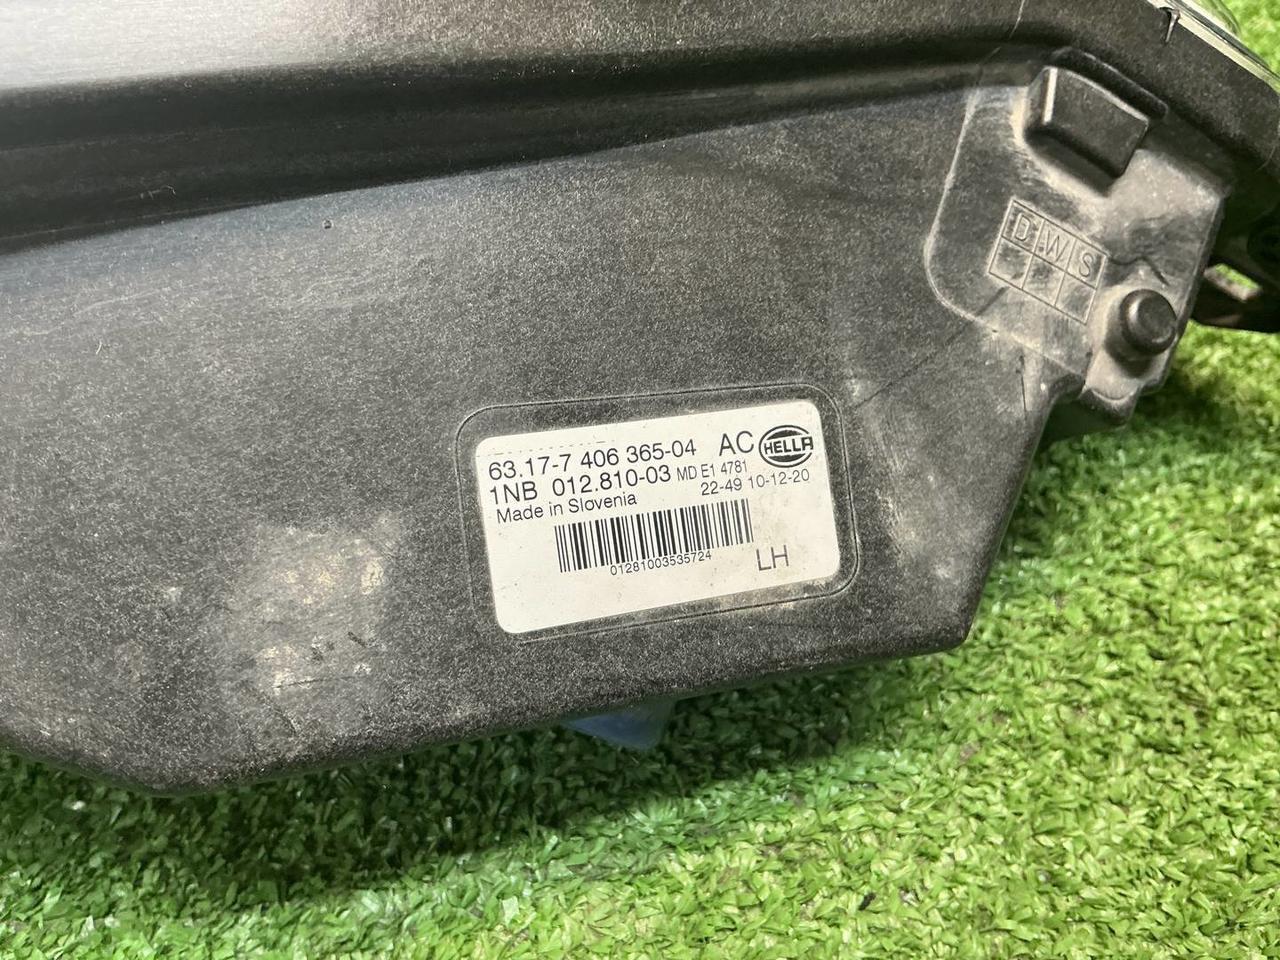 D W S
63.17-7 406 365-04 AC HELLA
1NB 012.810-03 MD E1 4781
Made in Slovenia 22-49 10-12-20
01281003535724
LH